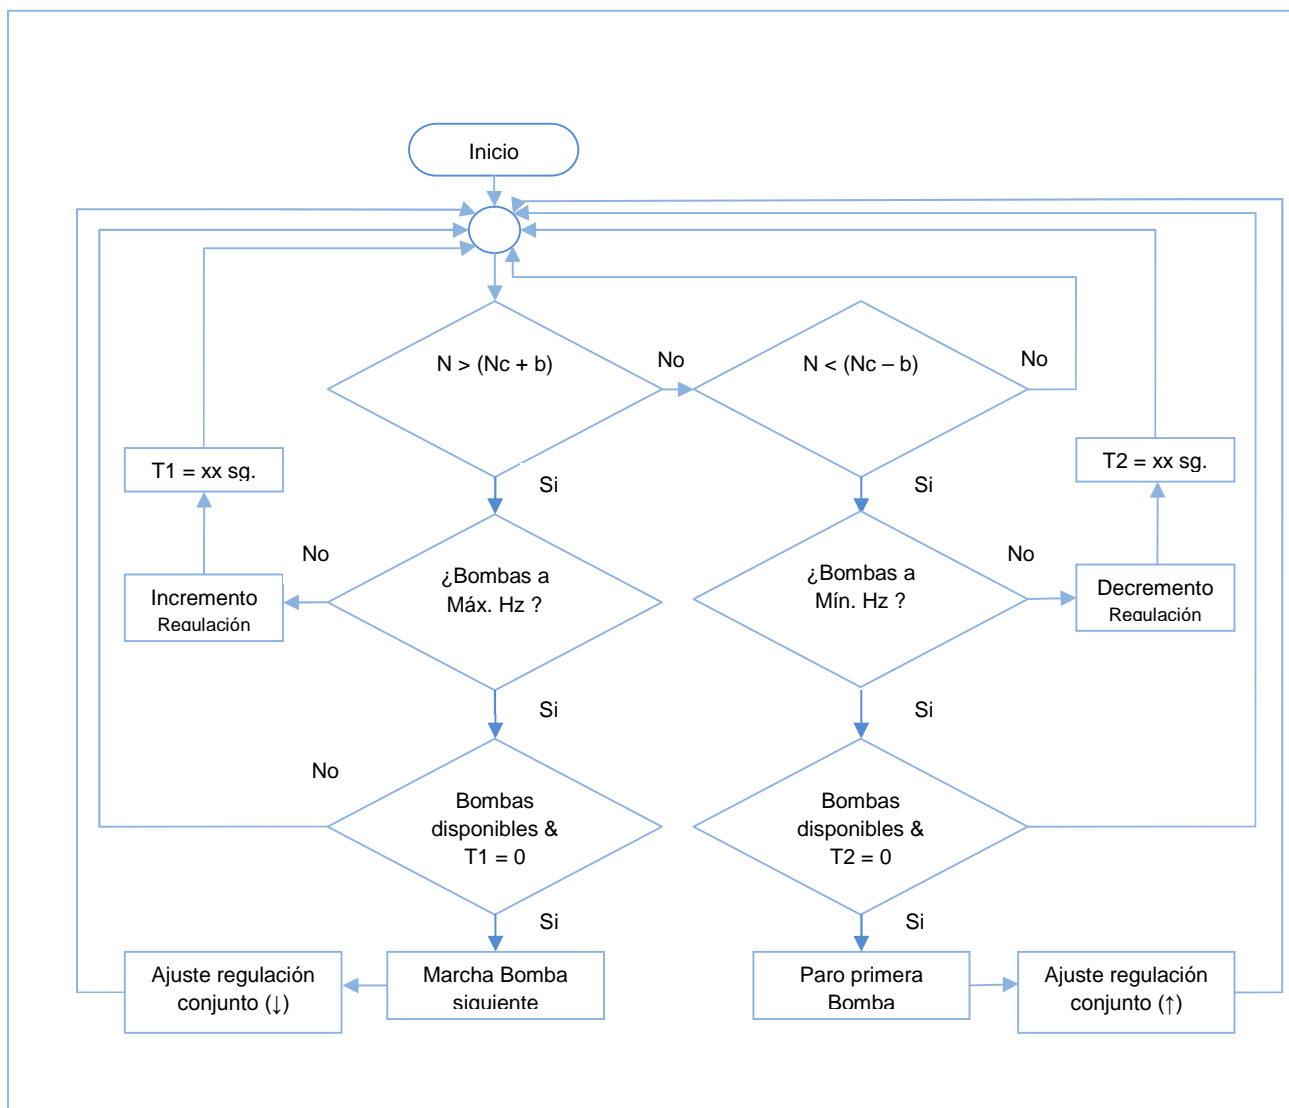 Inicio
N > (Nc + b)
No
N < (Nc – b)
No
T1 = xx sg.
T2 = xx sg.
Si
Si
No
¿Bombas a
Máx. Hz ?
¿Bombas a
Mín. Hz ?
No
Incremento
Regulación
Decremento
Regulación
Si
Si
No
Bombas
disponibles &
T1 = 0
Bombas
disponibles &
T2 = 0
Si
Si
Ajuste regulación
conjunto (↓)
Marcha Bomba
siguiente
Paro primera
Bomba
Ajuste regulación
conjunto (↑)